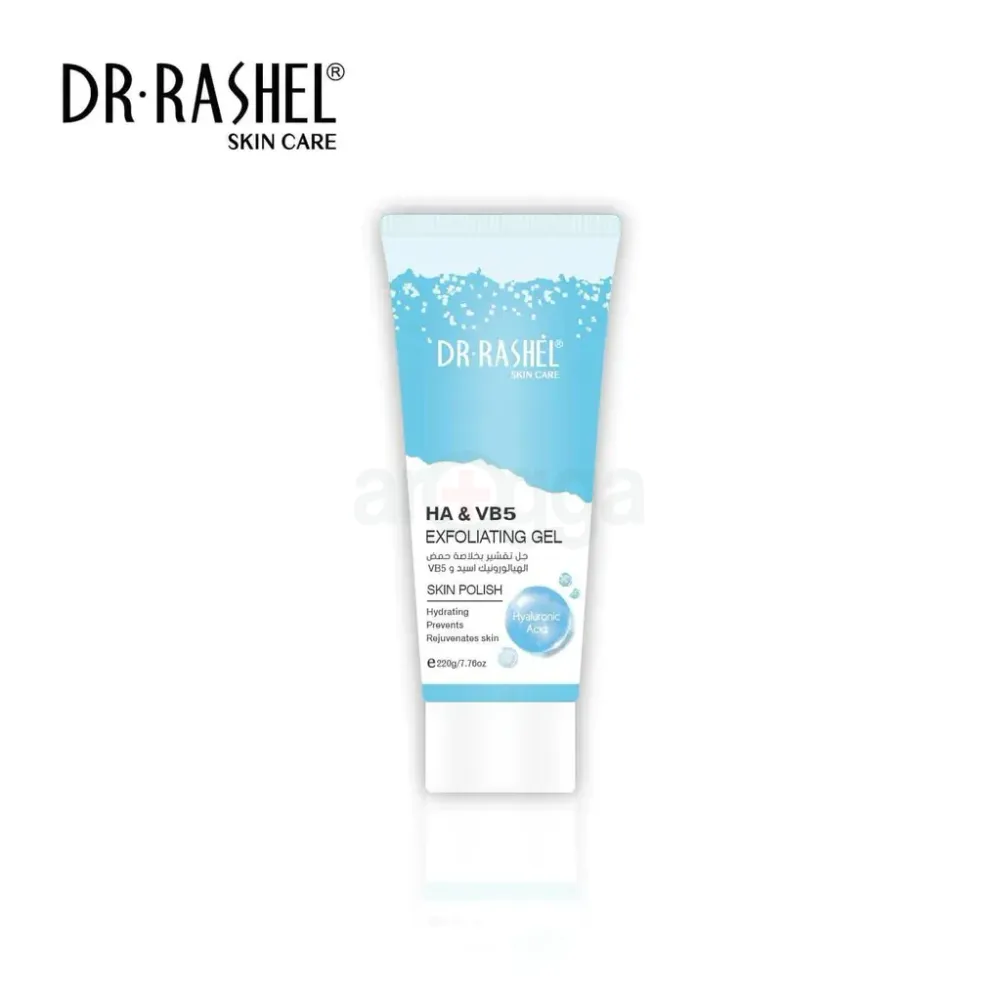 DR·RASHEL®
SKIN CARE
DR·RASHEL®
SKIN CARE
arogga
HA & VB5
EXFOLIATING GEL
جل تقشير بخلاصة حمض
الهيالورونيك اسيد و VB5
SKIN POLISH
Hydrating
Prevents
Rejuvenates skin
Hyaluronic
Acid
e 220g/7.76oz